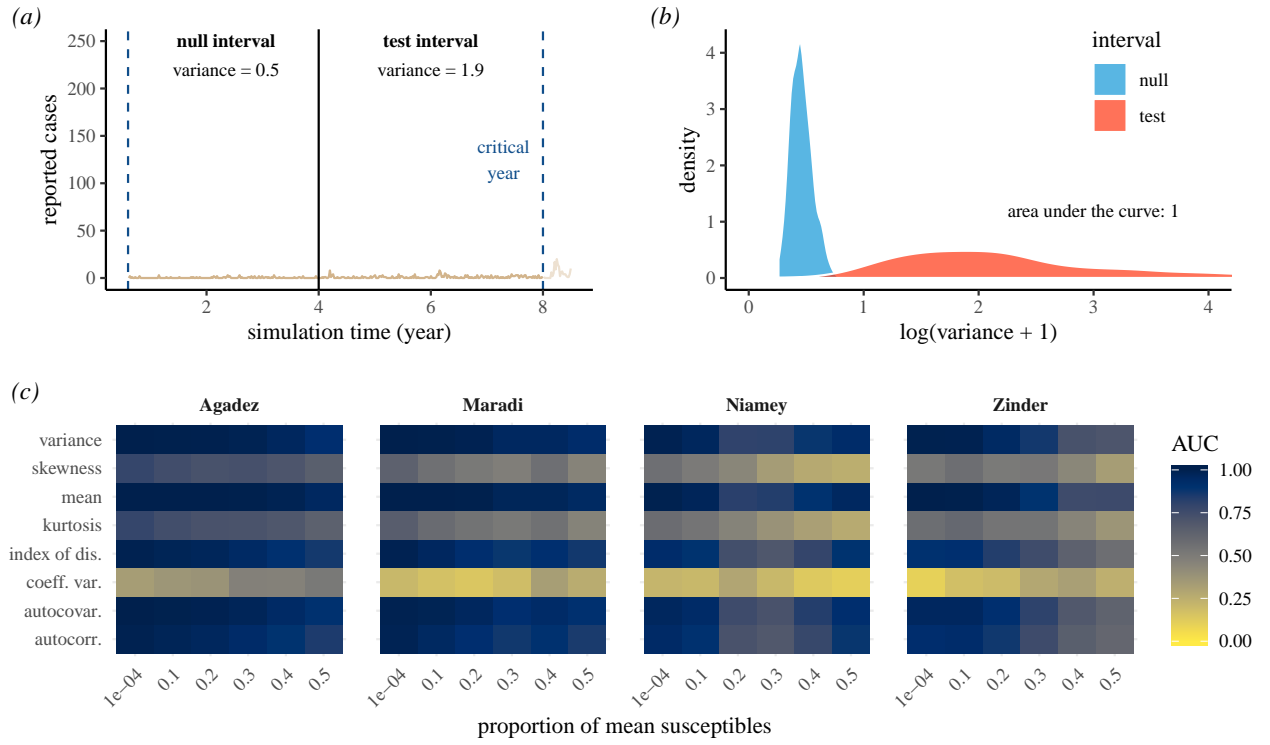 (a)
250
200
150
100
50
0
reported cases
null interval
variance = 0.5
test interval
variance = 1.9
critical
year
2
4
6
8
simulation time (year)
(b)
4
3
2
1
0
density
interval
null
test
area under the curve: 1
0
1
2
3
4
log(variance + 1)
(c)
Agadez
Maradi
Niamey
Zinder
variance
skewness
mean
kurtosis
index of dis.
coeff. var.
autocovar.
autocorr.
1e−04
0.1
0.2
0.3
0.4
0.5
1e−04
0.1
0.2
0.3
0.4
0.5
1e−04
0.1
0.2
0.3
0.4
0.5
1e−04
0.1
0.2
0.3
0.4
0.5
proportion of mean susceptibles
AUC
1.00
0.75
0.50
0.25
0.00